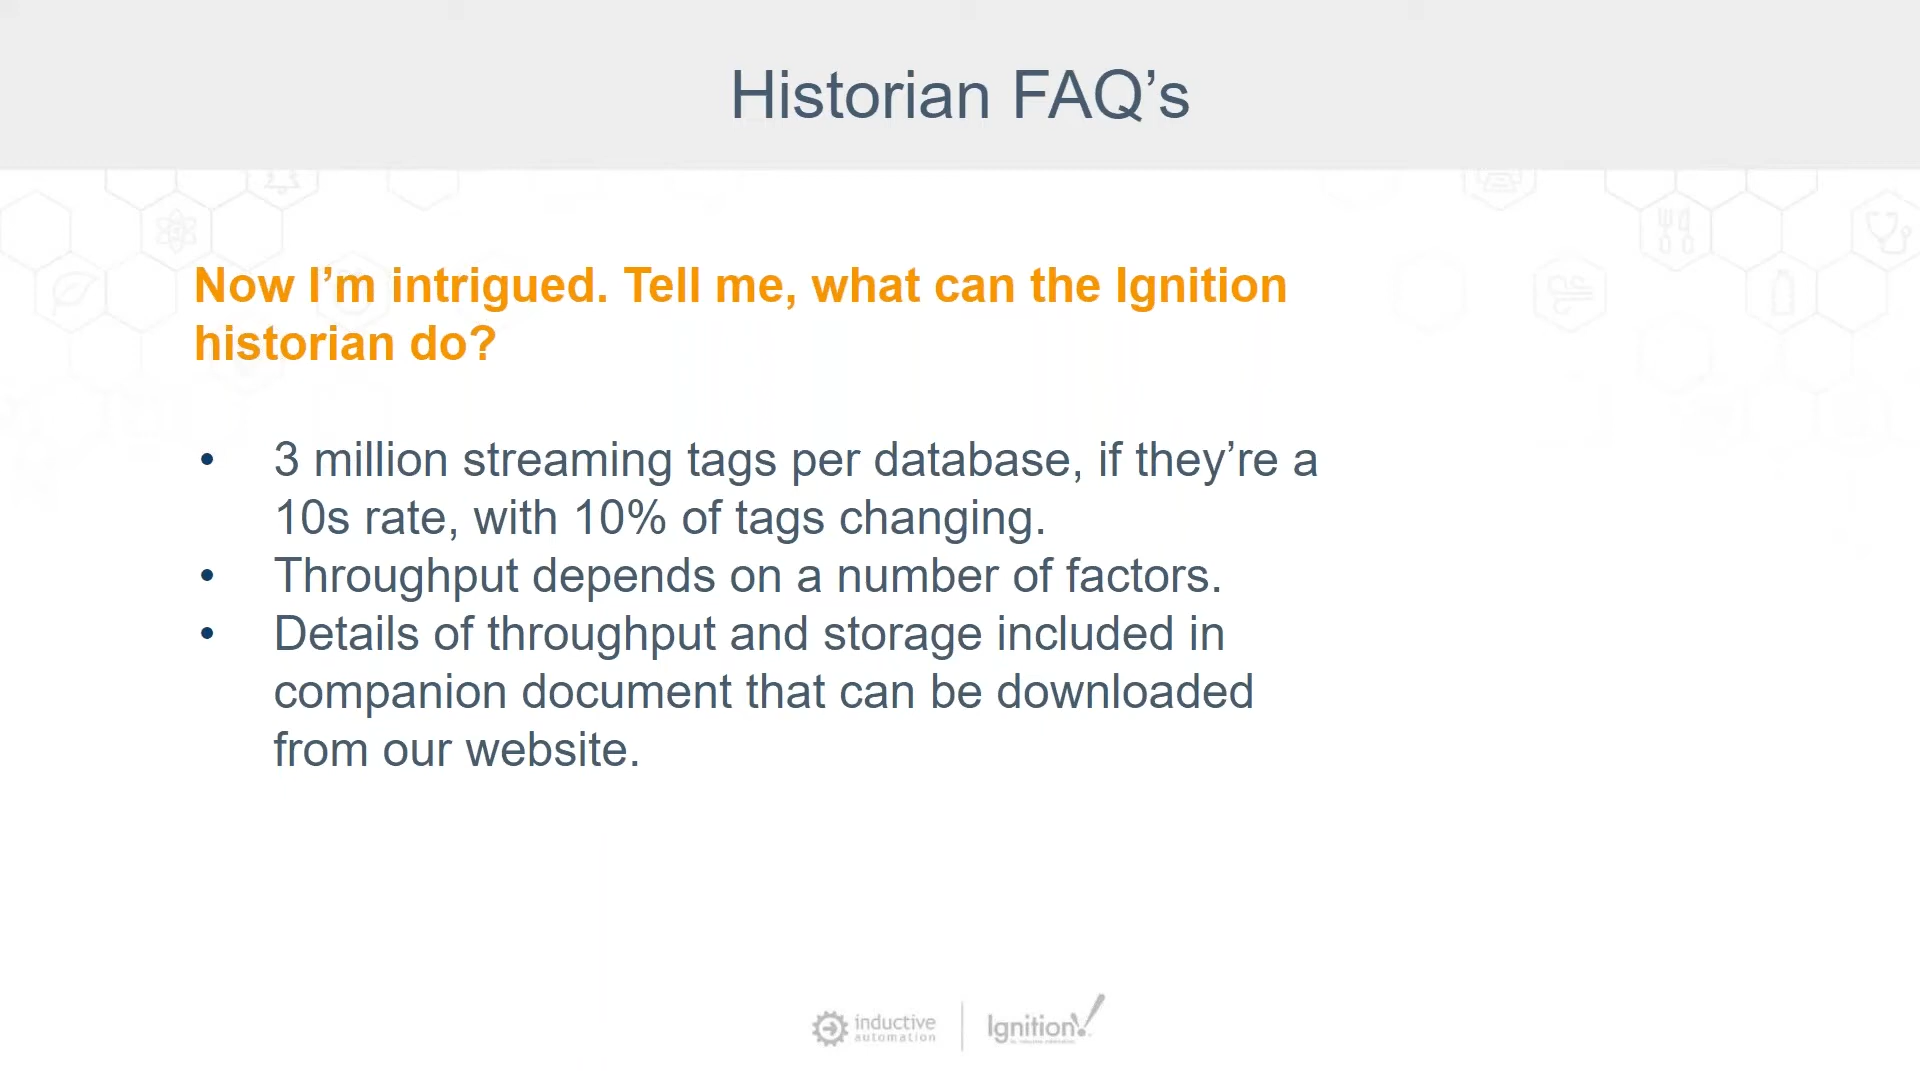 Historian FAQ’s
Now I’m intrigued. Tell me, what can the Ignition
historian do?
• 3 million streaming tags per database, if they’re a
10s rate, with 10% of tags changing.
• Throughput depends on a number of factors.
• Details of throughput and storage included in
companion document that can be downloaded
from our website.
inductive
automation
Ignition!